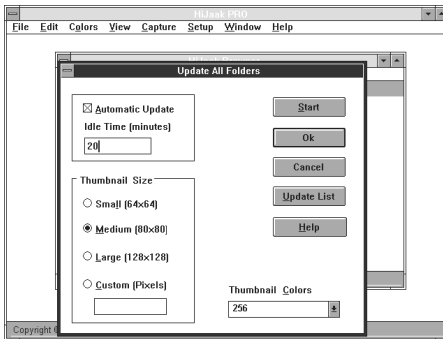 HiJaak PRO
File Edit Colors View Capture Setup Window Help
Update All Folders
Automatic Update
Idle Time (minutes)
20
Start
Ok
Cancel
Update List
Help
Thumbnail Size
Small (64x64)
Medium (80x80)
Large (128x128)
Custom (Pixels)
Thumbnail Colors
256
Copyright